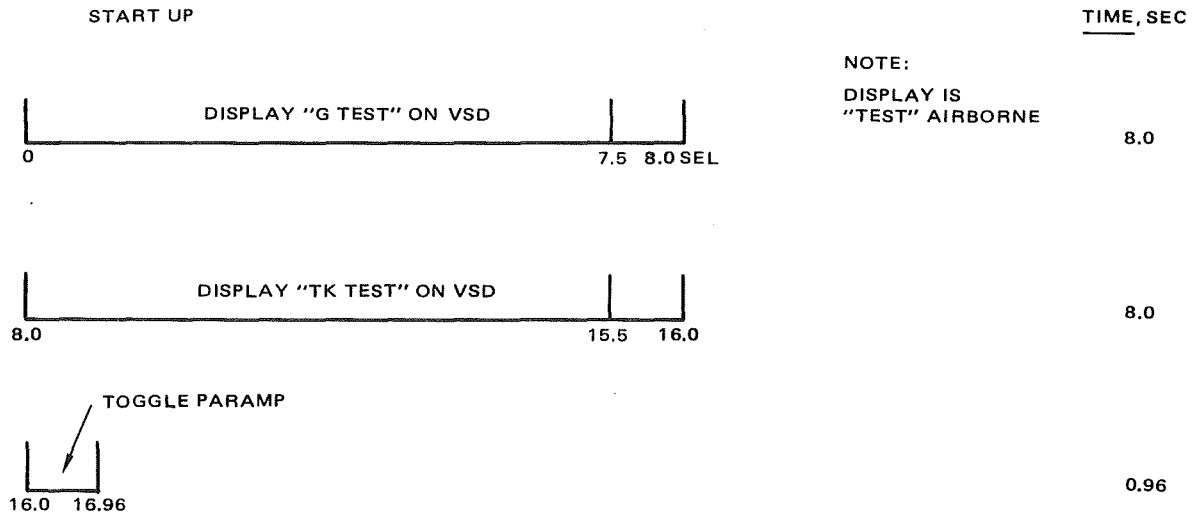 START UP
TIME, SEC
NOTE:
DISPLAY IS
"TEST" AIRBORNE
DISPLAY "G TEST" ON VSD
0 7.5 8.0 SEL
8.0
DISPLAY "TK TEST" ON VSD
8.0 15.5 16.0
8.0
TOGGLE PARAMP
16.0 16.96
0.96